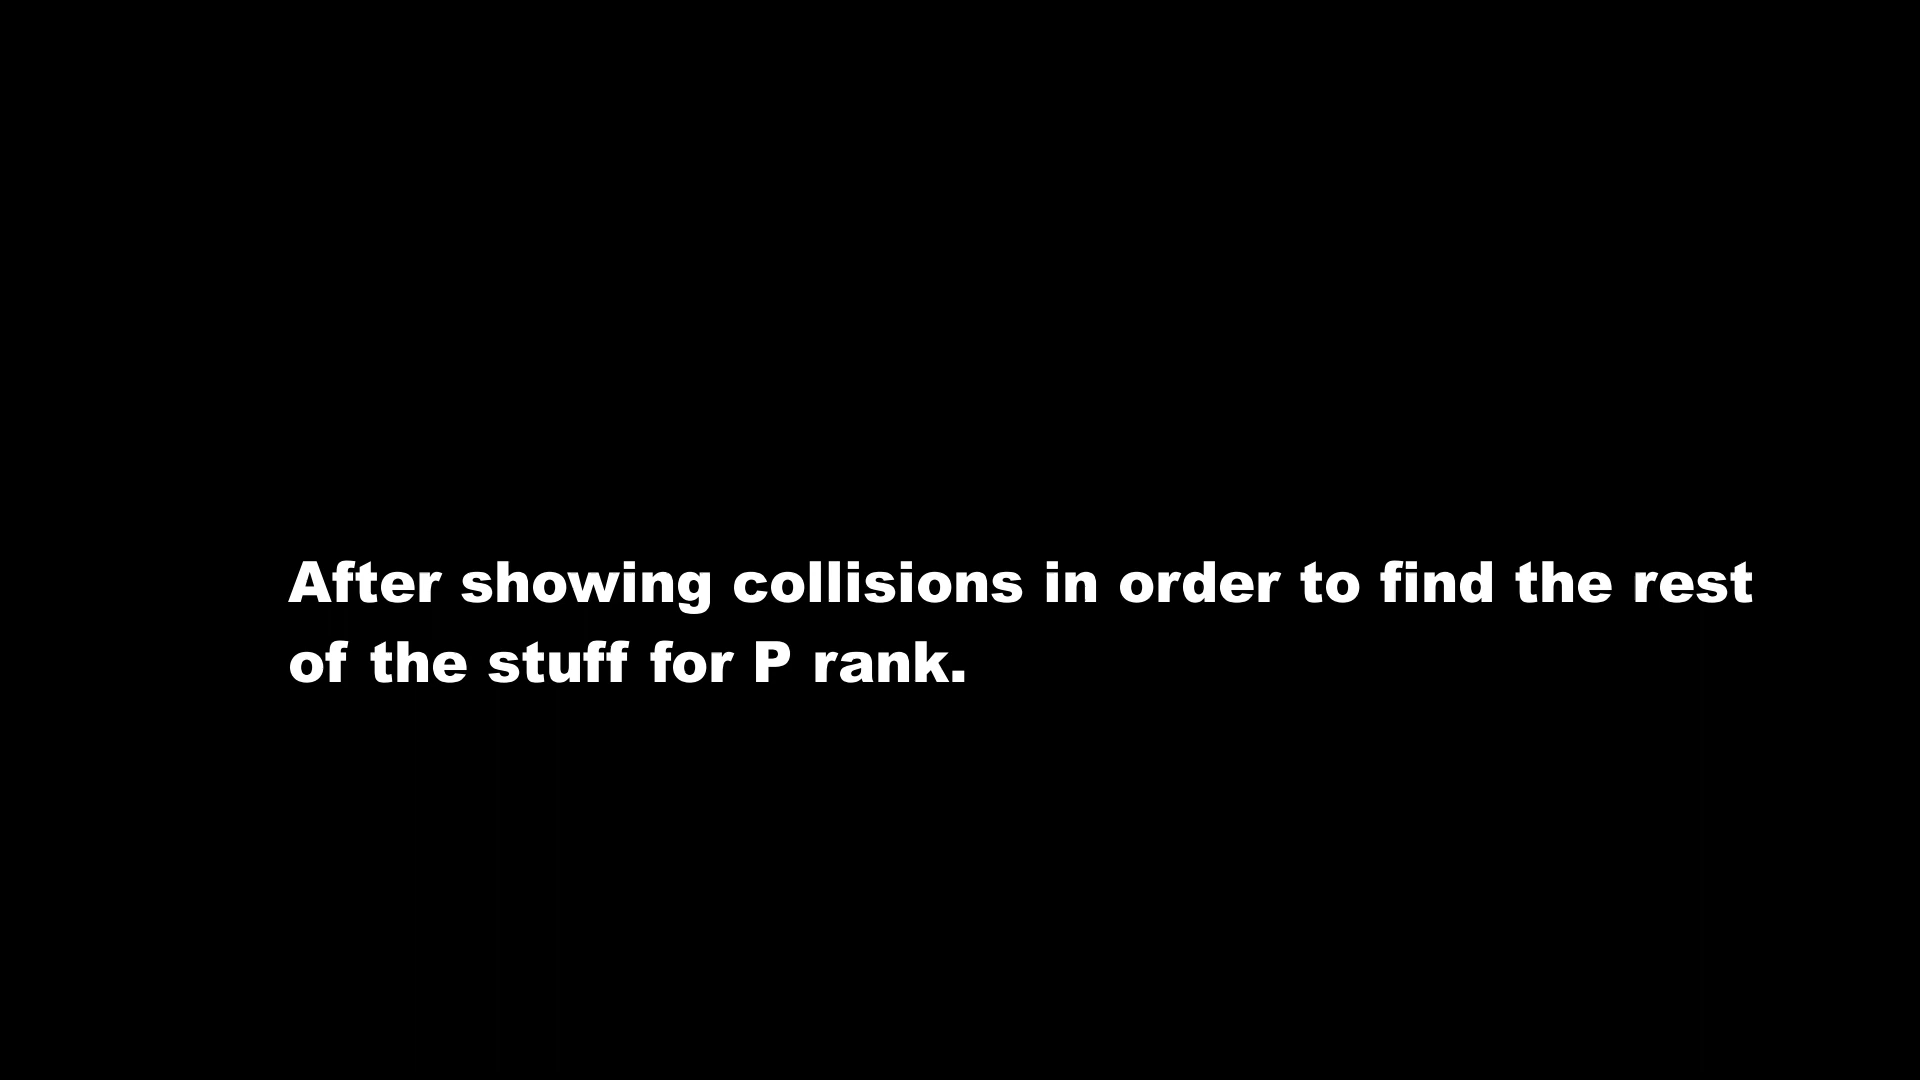 After showing collisions in order to find the rest
of the stuff for P rank.